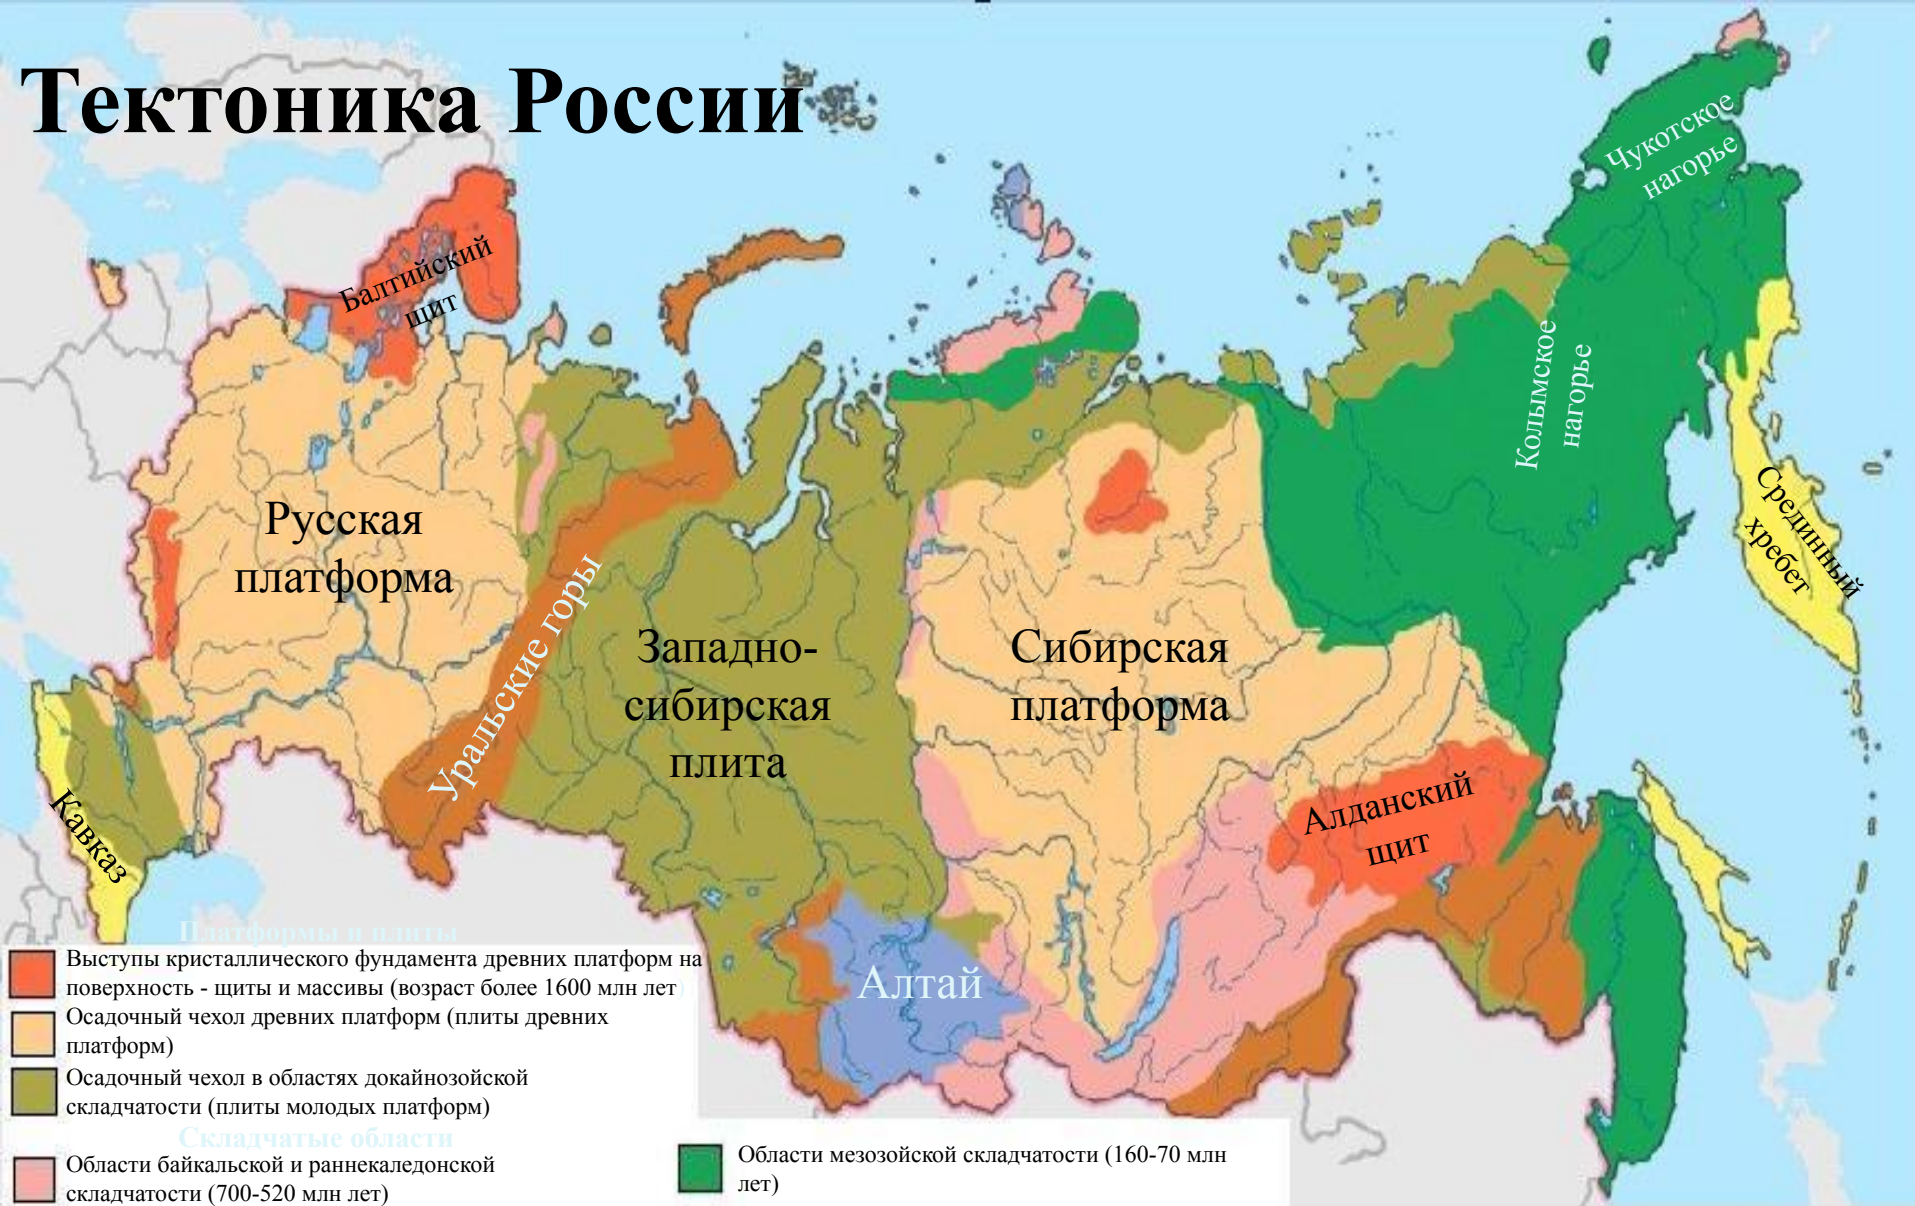 Тектоника России
Чукотское
нагорье
Балтийский
щит
Колымское
нагорье
Срединный
хребет
Русская
платформа
Уральские горы
Западно-
сибирская
плита
Сибирская
платформа
Алданский
щит
Кавказ
Алтай
Платформы и плиты
Выступы кристаллического фундамента древних платформ на
поверхность - щиты и массивы (возраст более 1600 млн лет)
Осадочный чехол древних платформ (плиты древних
платформ)
Осадочный чехол в областях докайнозойской
складчатости (плиты молодых платформ)
Складчатые области
Области байкальской и раннекаледонской
складчатости (700-520 млн лет)
Области мезозойской складчатости (160-70 млн
лет)